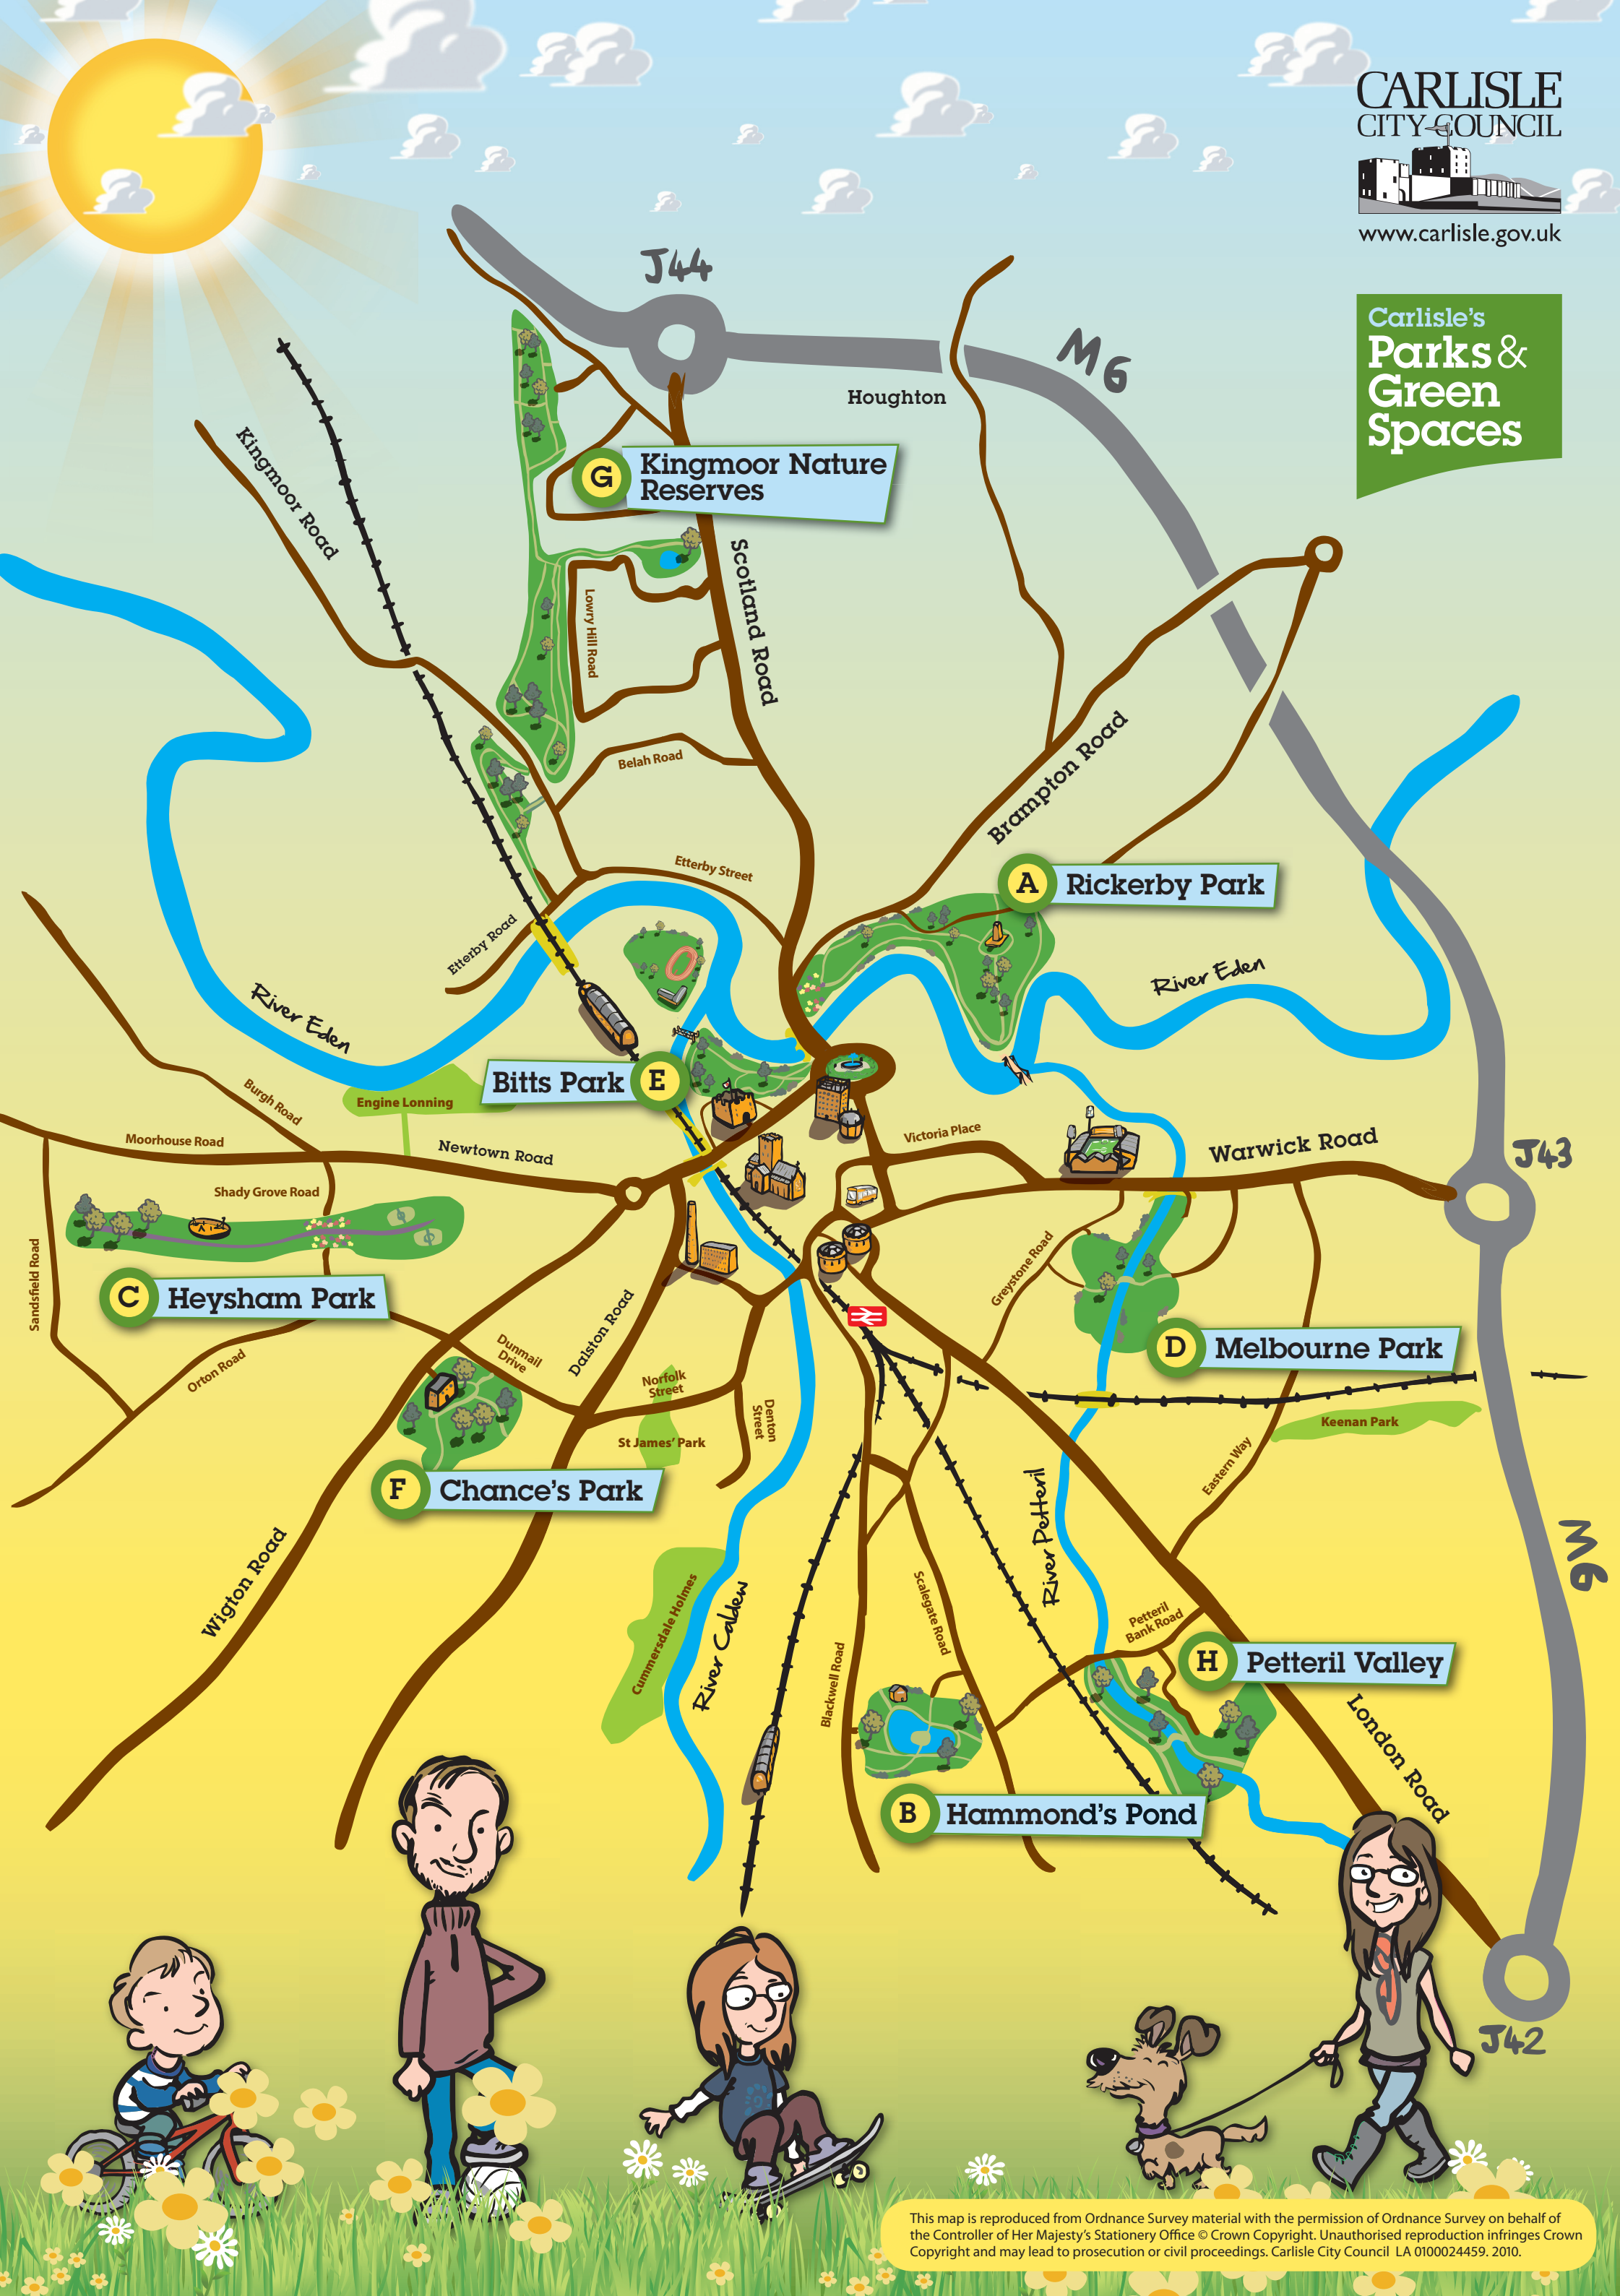 CARLISLE
CITY COUNCIL
www.carlisle.gov.uk
Carlisle's
Parks &
Green
Spaces
J44
M6
Houghton
Kingmoor Road
G
Kingmoor Nature
Reserves
Scotland Road
Lowry Hill Road
Belah Road
Brampton Road
Etterby Street
A
Rickerby Park
Etterby Road
River Eden
River Eden
Bitts Park
E
Engine Lonning
Burgh Road
Moorhouse Road
Newtown Road
Victoria Place
Warwick Road
J43
Shady Grove Road
Sandsfield Road
C
Heysham Park
Greystone Road
Orton Road
Dunmail
Drive
Dalston Road
D
Melbourne Park
Norfolk
Street
Denton
Street
St James' Park
Keenan Park
Eastern Way
F
Chance's Park
River Petteril
Wigton Road
M6
Cummersdale Holmes
River Caldew
Scalegate Road
Blackwell Road
Petteril
Bank Road
H
Petteril Valley
London Road
B
Hammond's Pond
J42
This map is reproduced from Ordnance Survey material with the permission of Ordnance Survey on behalf of
the Controller of Her Majesty's Stationery Office © Crown Copyright. Unauthorised reproduction infringes Crown
Copyright and may lead to prosecution or civil proceedings. Carlisle City Council LA 0100024459. 2010.